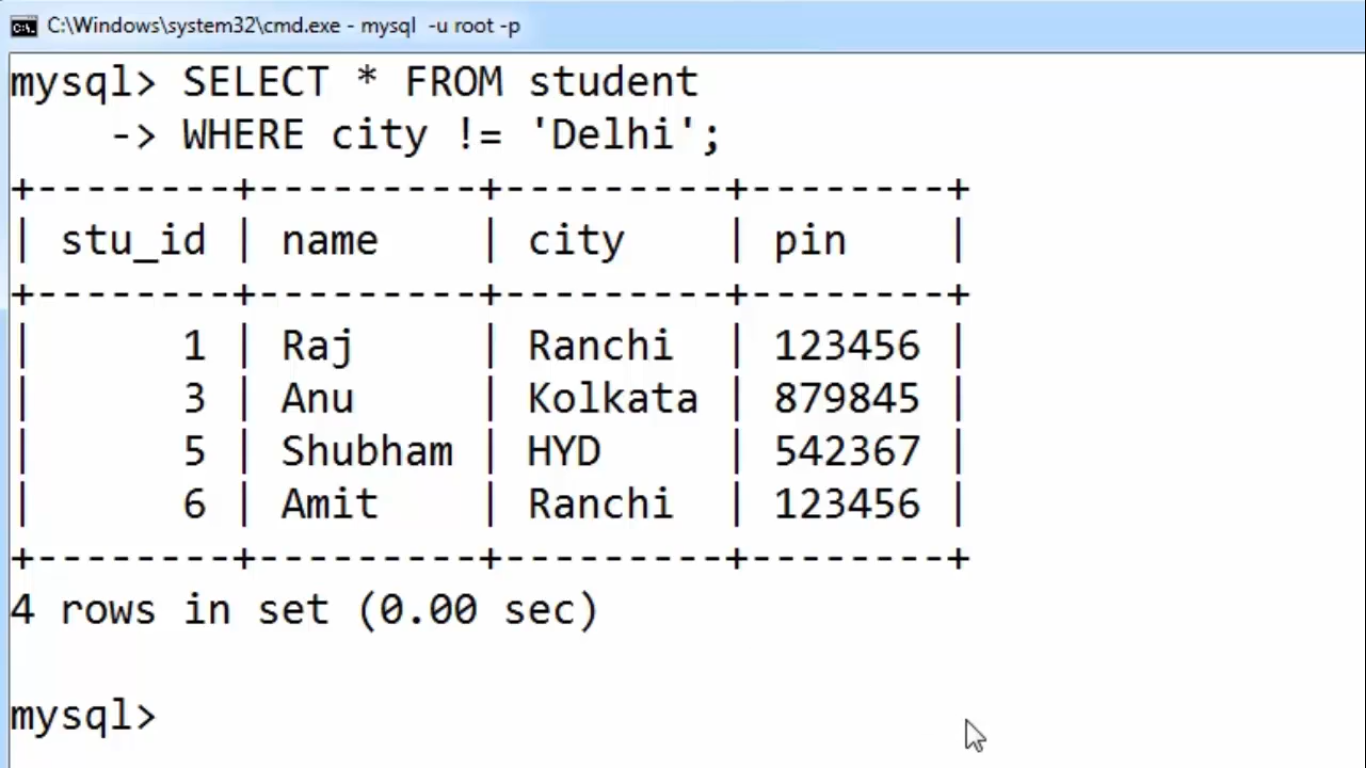 C:\Windows\system32\cmd.exe - mysql  -u root -p
mysql> SELECT * FROM student
    -> WHERE city != 'Delhi';
+--------+---------+---------+--------+
| stu_id | name    | city    | pin    |
+--------+---------+---------+--------+
|      1 | Raj     | Ranchi  | 123456 |
|      3 | Anu     | Kolkata | 879845 |
|      5 | Shubham | HYD     | 542367 |
|      6 | Amit    | Ranchi  | 123456 |
+--------+---------+---------+--------+
4 rows in set (0.00 sec)
mysql>